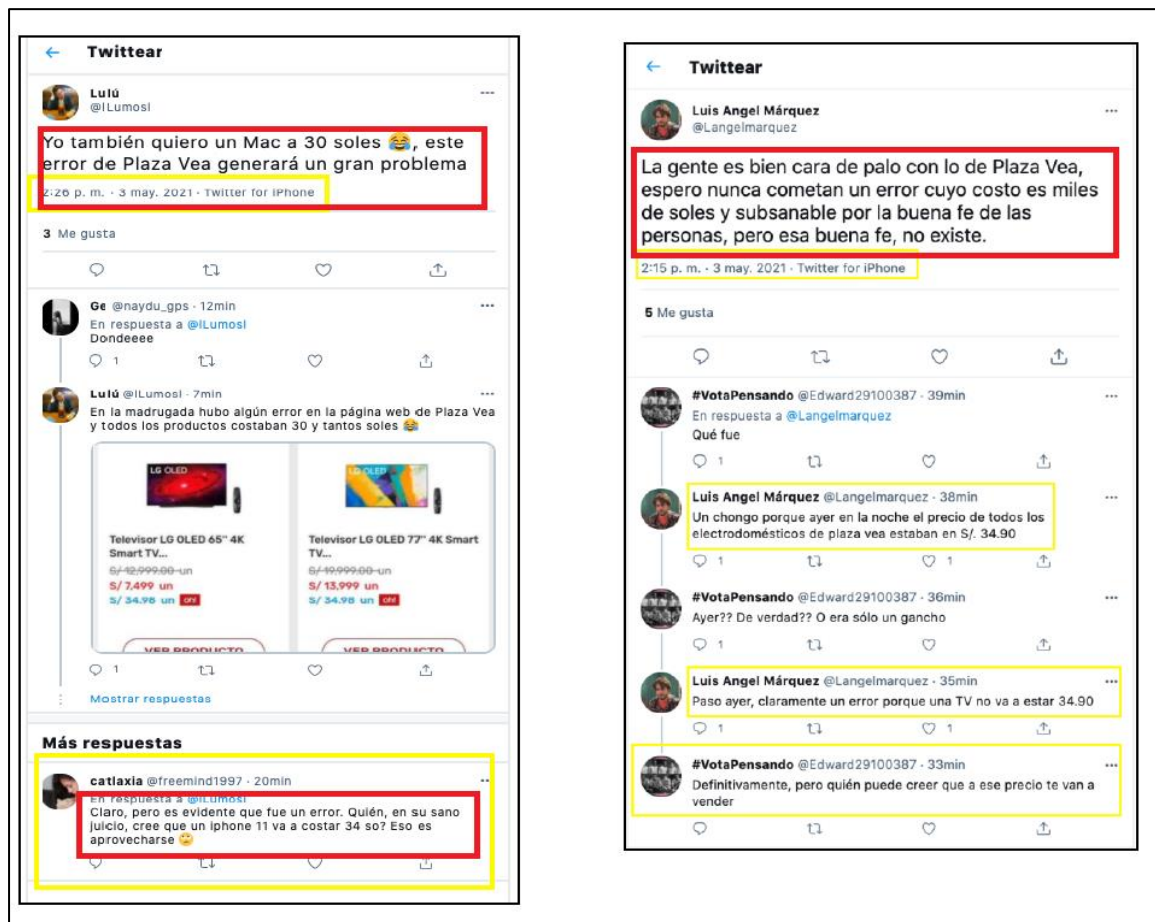 Twittear
Lulú
@ILumosI
Yo también quiero un Mac a 30 soles 😂, este
error de Plaza Vea generará un gran problema
2:26 p. m. · 3 may. 2021 · Twitter for iPhone
3 Me gusta
Ge @naydu_gps · 12min
En respuesta a @ILumosI
Dondeeee
1
Lulú @ILumosI · 7min
En la madrugada hubo algún error en la página web de Plaza Vea
y todos los productos costaban 30 y tantos soles 😂
LG OLED
LG OLED
Televisor LG OLED 65" 4K
Smart TV...
S/ 12,999.00 un
S/ 7,499 un
S/ 34.98 un oh!
Televisor LG OLED 77" 4K Smart
TV...
S/ 19,999.00 un
S/ 13,999 un
S/ 34.98 un oh!
VER PRODUCTO
VER PRODUCTO
1
Mostrar respuestas
Más respuestas
catlaxia @freemind1997 · 20min
En respuesta a @ILumosI
Claro, pero es evidente que fue un error. Quién, en su sano
juicio, cree que un iphone 11 va a costar 34 so? Eso es
aprovecharse 🙄
Twittear
Luis Angel Márquez
@Langelmarquez
La gente es bien cara de palo con lo de Plaza Vea,
espero nunca cometan un error cuyo costo es miles
de soles y subsanable por la buena fe de las
personas, pero esa buena fe, no existe.
2:15 p. m. · 3 may. 2021 · Twitter for iPhone
5 Me gusta
#VotaPensando @Edward29100387 · 39min
En respuesta a @Langelmarquez
Qué fue
1
Luis Angel Márquez @Langelmarquez · 38min
Un chongo porque ayer en la noche el precio de todos los
electrodomésticos de plaza vea estaban en S/. 34.90
1 1
#VotaPensando @Edward29100387 · 36min
Ayer?? De verdad?? O era sólo un gancho
1
Luis Angel Márquez @Langelmarquez · 35min
Paso ayer, claramente un error porque una TV no va a estar 34.90
1 1
#VotaPensando @Edward29100387 · 33min
Definitivamente, pero quién puede creer que a ese precio te van a
vender